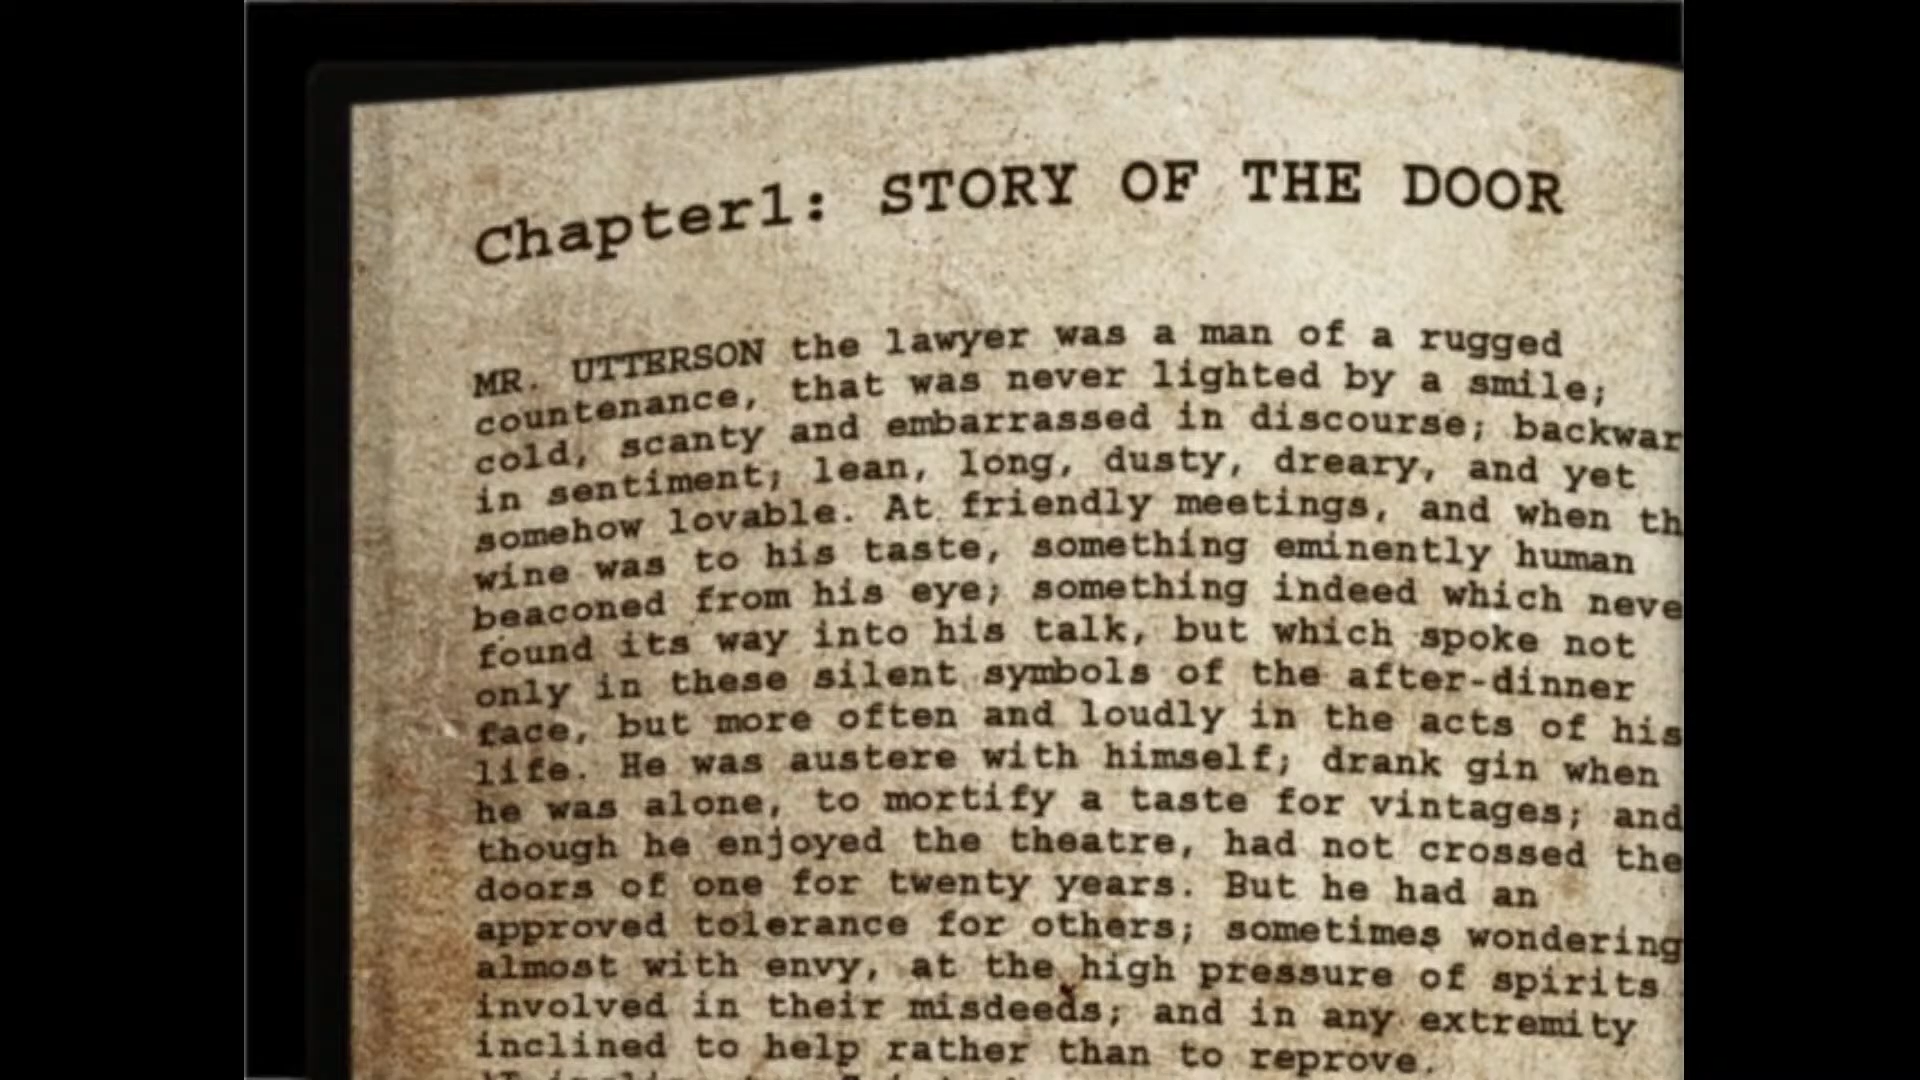 Chapter1: STORY OF THE DOOR
MR. UTTERSON the lawyer was a man of a rugged
countenance, that was never lighted by a smile;
cold, scanty and embarrassed in discourse; backwar
in sentiment; lean, long, dusty, dreary, and yet
somehow lovable. At friendly meetings, and when th
wine was to his taste, something eminently human
beaconed from his eye; something indeed which neve
found its way into his talk, but which spoke not
only in these silent symbols of the after-dinner
face, but more often and loudly in the acts of his
life. He was austere with himself; drank gin when
he was alone, to mortify a taste for vintages; and
though he enjoyed the theatre, had not crossed the
doors of one for twenty years. But he had an
approved tolerance for others; sometimes wondering
almost with envy, at the high pressure of spirits
involved in their misdeeds; and in any extremity
inclined to help rather than to reprove.